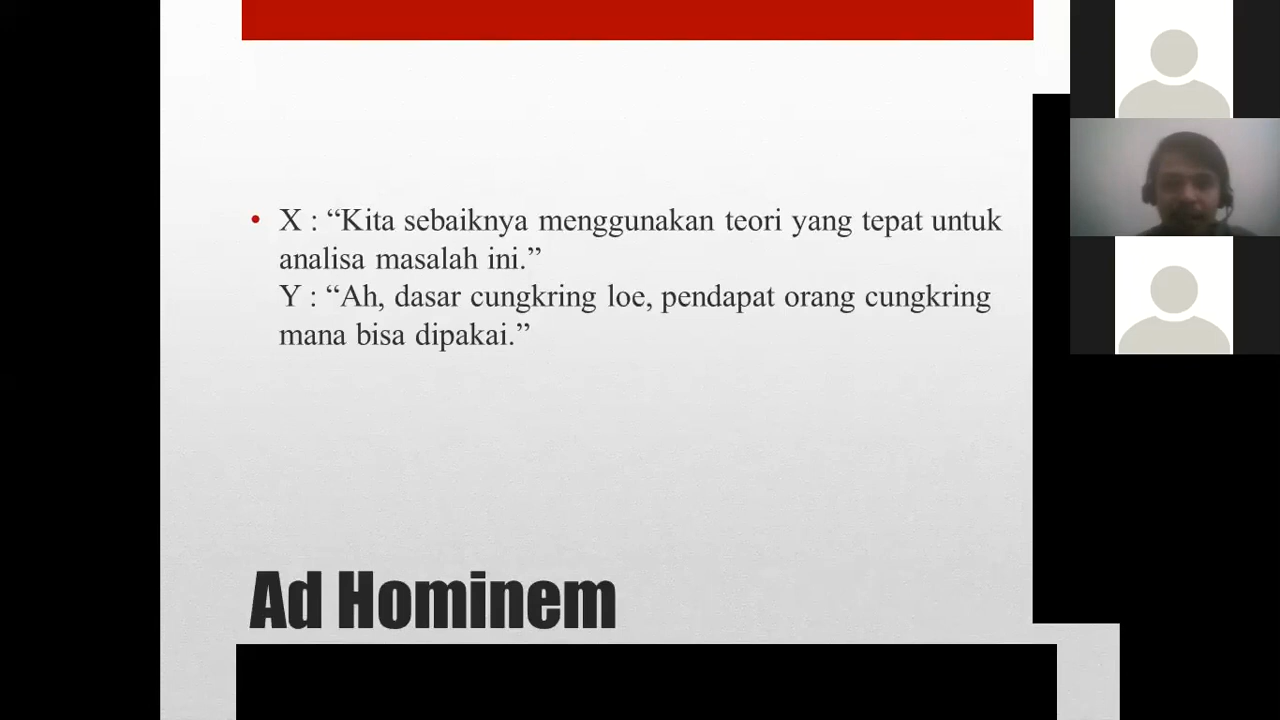 X : “Kita sebaiknya menggunakan teori yang tepat untuk
analisa masalah ini.”
Y : “Ah, dasar cungkring loe, pendapat orang cungkring
mana bisa dipakai.”
Ad Hominem